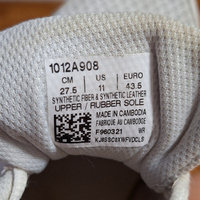 1012A908
CM US EURO
27.5 11 43.5
SYNTHETIC FIBER & SYNTHETIC LEATHER
UPPER / RUBBER SOLE
MADE IN CAMBODIA
FABRIQUE AU CAMBODGE
F960321 WR